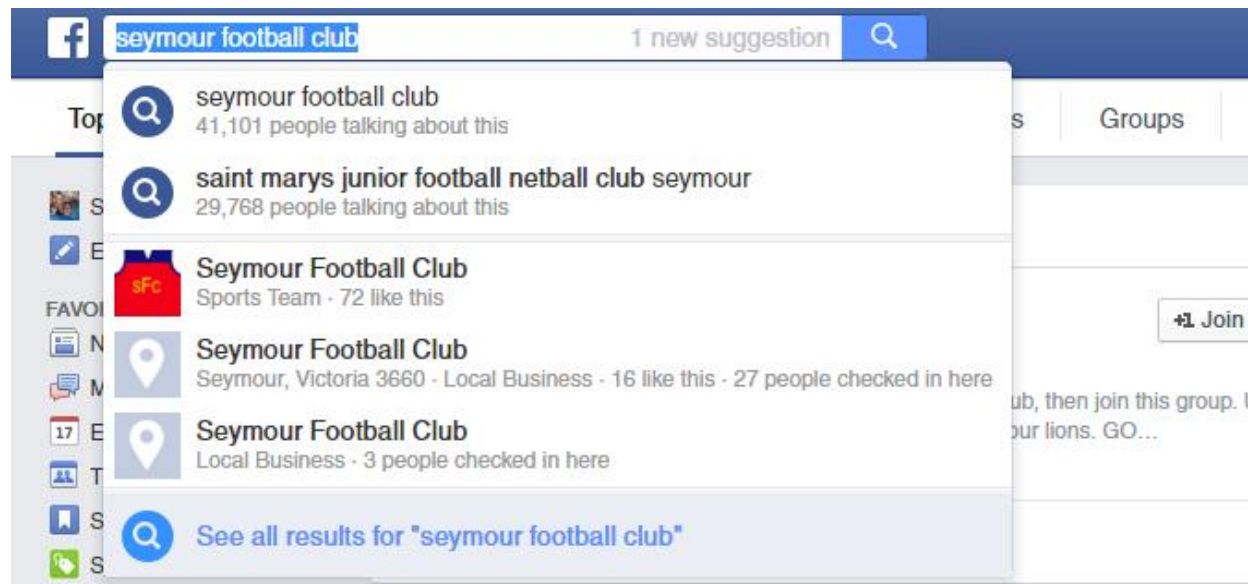 f seymour football club 1 new suggestion
seymour football club
41,101 people talking about this
Groups
saint marys junior football netball club seymour
29,768 people talking about this
FAVO
Seymour Football Club
sFc
Sports Team · 72 like this
+1 Join
Seymour Football Club
Seymour, Victoria 3660 · Local Business · 16 like this · 27 people checked in here
ub, then join this group.
Seymour Football Club
our lions. GO...
17
Local Business · 3 people checked in here
See all results for "seymour football club"